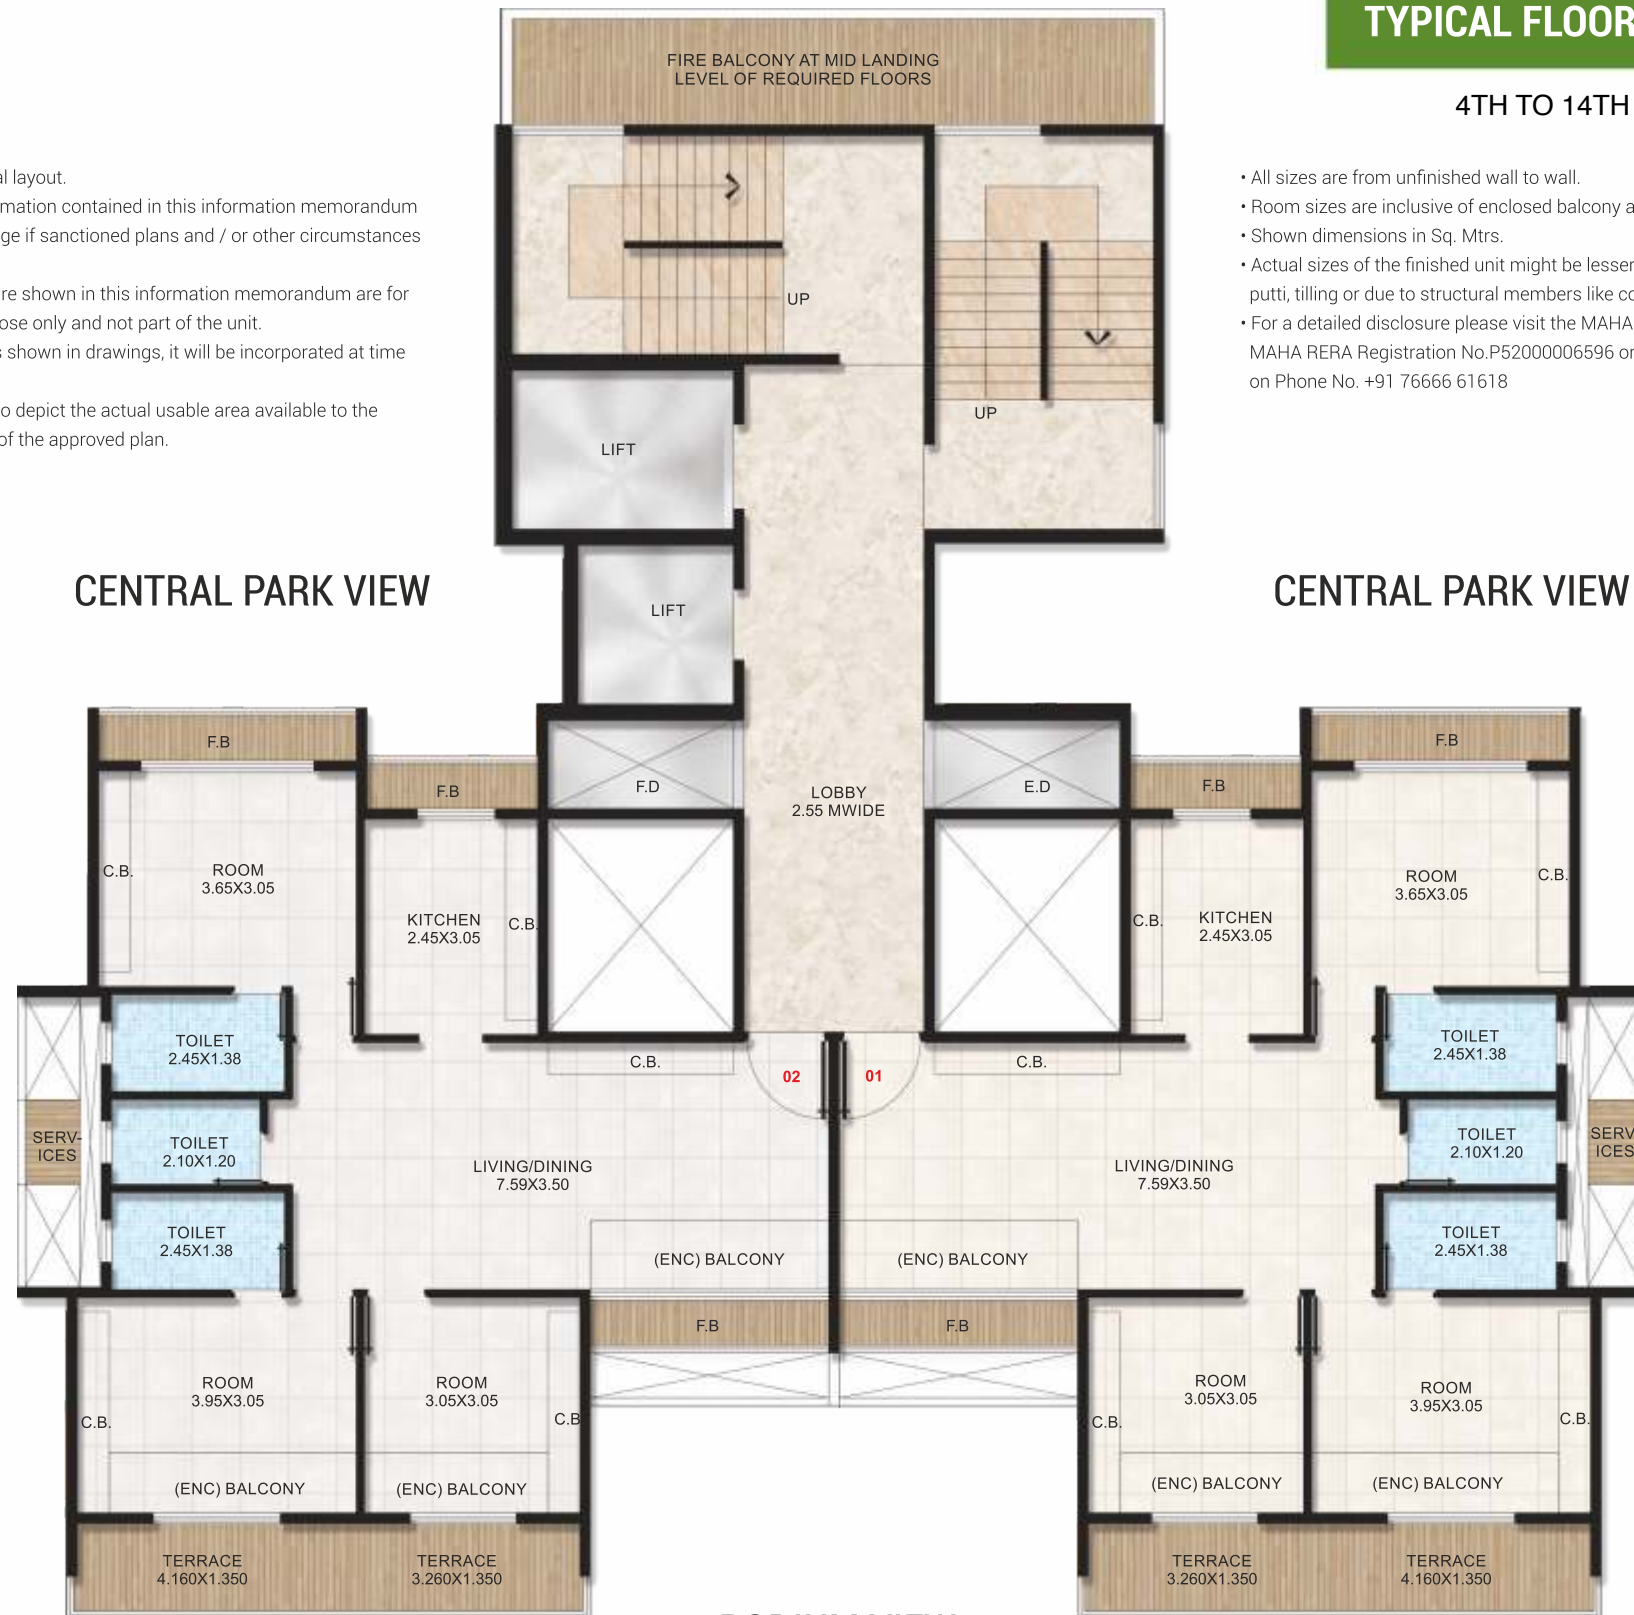 TYPICAL FLOOR
4TH TO 14TH
al layout.
mation contained in this information memorandum
ge if sanctioned plans and / or other circumstances
re shown in this information memorandum are for
ose only and not part of the unit.
s shown in drawings, it will be incorporated at time
o depict the actual usable area available to the
of the approved plan.
• All sizes are from unfinished wall to wall.
• Room sizes are inclusive of enclosed balcony a
• Shown dimensions in Sq. Mtrs.
• Actual sizes of the finished unit might be lesser
putti, tilling or due to structural members like co
• For a detailed disclosure please visit the MAHA
MAHA RERA Registration No.P52000006596 or
on Phone No. +91 76666 61618
FIRE BALCONY AT MID LANDING
LEVEL OF REQUIRED FLOORS
UP
UP
LIFT
LIFT
CENTRAL PARK VIEW
CENTRAL PARK VIEW
F.B
F.B
F.D
LOBBY
2.55 MWIDE
E.D
F.B
F.B
C.B.
ROOM
3.65X3.05
KITCHEN
2.45X3.05
C.B.
C.B.
KITCHEN
2.45X3.05
ROOM
3.65X3.05
C.B.
TOILET
2.45X1.38
C.B.
02
01
C.B.
TOILET
2.45X1.38
SERV-
ICES
TOILET
2.10X1.20
LIVING/DINING
7.59X3.50
LIVING/DINING
7.59X3.50
TOILET
2.10X1.20
SERV
ICES
TOILET
2.45X1.38
(ENC) BALCONY
(ENC) BALCONY
TOILET
2.45X1.38
F.B
F.B
C.B.
ROOM
3.95X3.05
ROOM
3.05X3.05
C.B
C.B.
ROOM
3.05X3.05
ROOM
3.95X3.05
C.B.
(ENC) BALCONY
(ENC) BALCONY
(ENC) BALCONY
(ENC) BALCONY
TERRACE
4.160X1.350
TERRACE
3.260X1.350
TERRACE
3.260X1.350
TERRACE
4.160X1.350